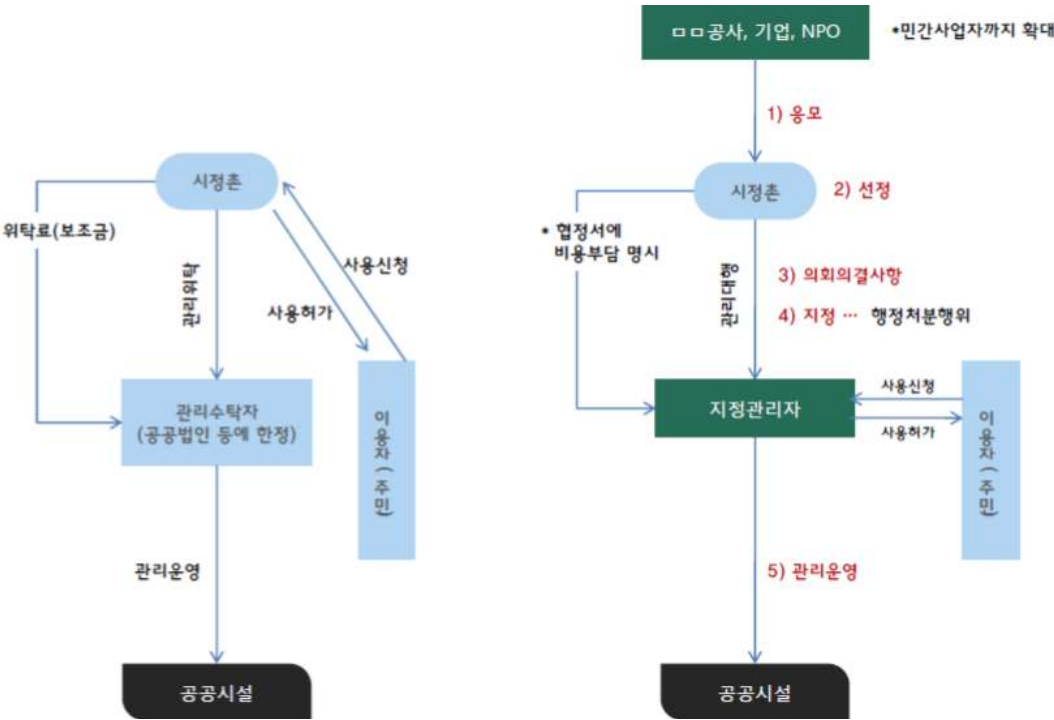 시정촌
위탁료(보조금)
관리위탁
사용신청
사용허가
관리수탁자
(공공법인 등에 한정)
이용자(주민)
관리운영
공공시설
ㅁㅁ공사, 기업, NPO
*민간사업자까지 확대
1) 응모
시정촌
2) 선정
* 협정서에
비용부담 명시
관리대행
3) 의회의결사항
4) 지정 … 행정처분행위
지정관리자
사용신청
사용허가
이용자(주민)
5) 관리운영
공공시설